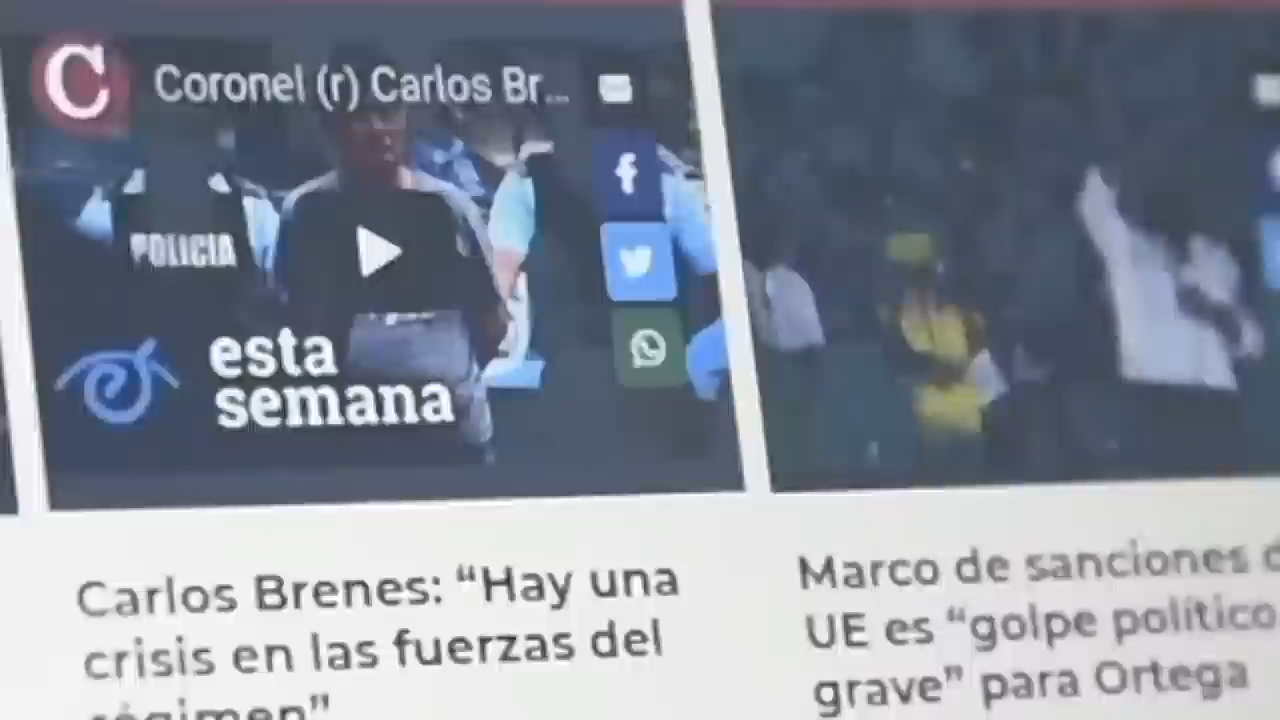 C
Coronel (r) Carlos Br...
POLICIA
esta
semana
Carlos Brenes: “Hay una
crisis en las fuerzas del
régimen”
Marco de sanciones
UE es “golpe político
grave” para Ortega